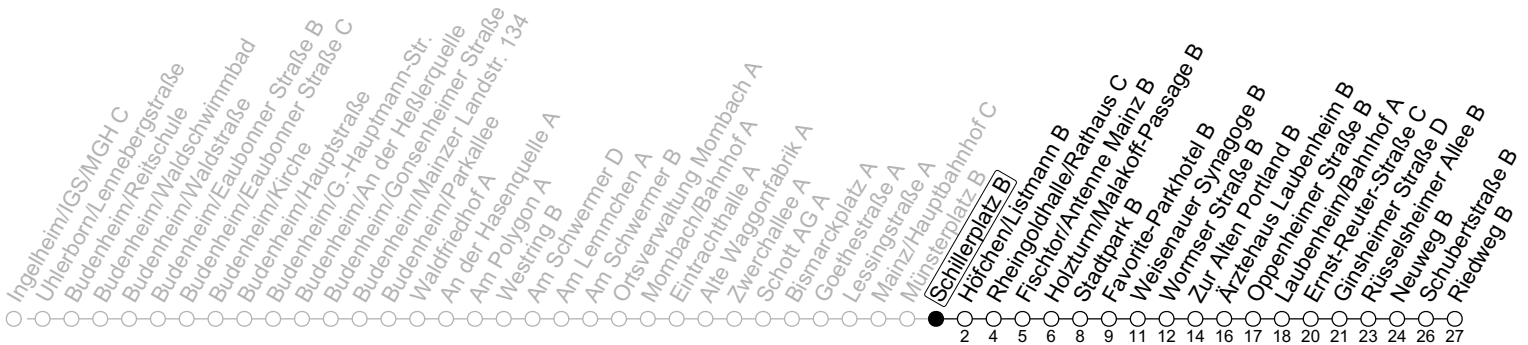 Ingelheim/IGS/MGH C
Uhlerborn/Lennebergstraße
Budenheim/Reitschule
Budenheim/Waldschwimmbad
Budenheim/Waldstraße
Budenheim/Eaubonner Straße B
Budenheim/Eaubonner Straße C
Budenheim/Kirche
Budenheim/Hauptstraße
Budenheim/G.-Hauptmann-Str.
Budenheim/An der Heßlerquelle
Budenheim/Gonsenheimer Straße
Budenheim/Mainzer Landstr. 134
Budenheim/Parkallee
Waldfriedhof A
An der Hasenquelle A
Am Polygon A
Westring B
Am Schwermer D
Am Lemmchen A
Am Schwermer B
Ortsverwaltung Mombach A
Mombach/Bahnhof A
Eintrachthalle A
Alte Waggonfabrik A
Zwerchallee A
Schott AG A
Bismarckplatz A
Goethestraße A
Lessingstraße A
Mainz/Hauptbahnhof C
Münsterplatz B
Schillerplatz B
Höfchen/Listmann B
Rheingoldhalle/Rathaus C
Fischtor/Antenne Mainz B
Holzturm/Malakoff-Passage B
Stadtpark B
Favorite-Parkhotel B
Weisenauer Synagoge B
Wormser Straße B
Zur Alten Portland B
Ärztehaus Laubenheim B
Oppenheimer Straße B
Laubenheim/Bahnhof A
Ernst-Reuter-Straße C
Ginsheimer Straße D
Rüsselsheimer Allee B
Neuweg B
Schubertstraße B
Riedweg B
2 4 5 6 8 9 11 12 14 16 17 18 20 21 23 24 26 27